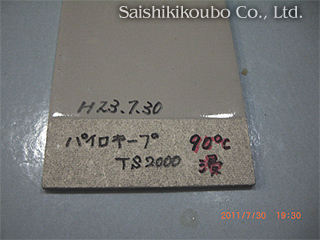 Saishikikoubo Co., Ltd.
H23.7.30
パイロキープ 90℃
TS2000 漫
2011/7/30 19:30